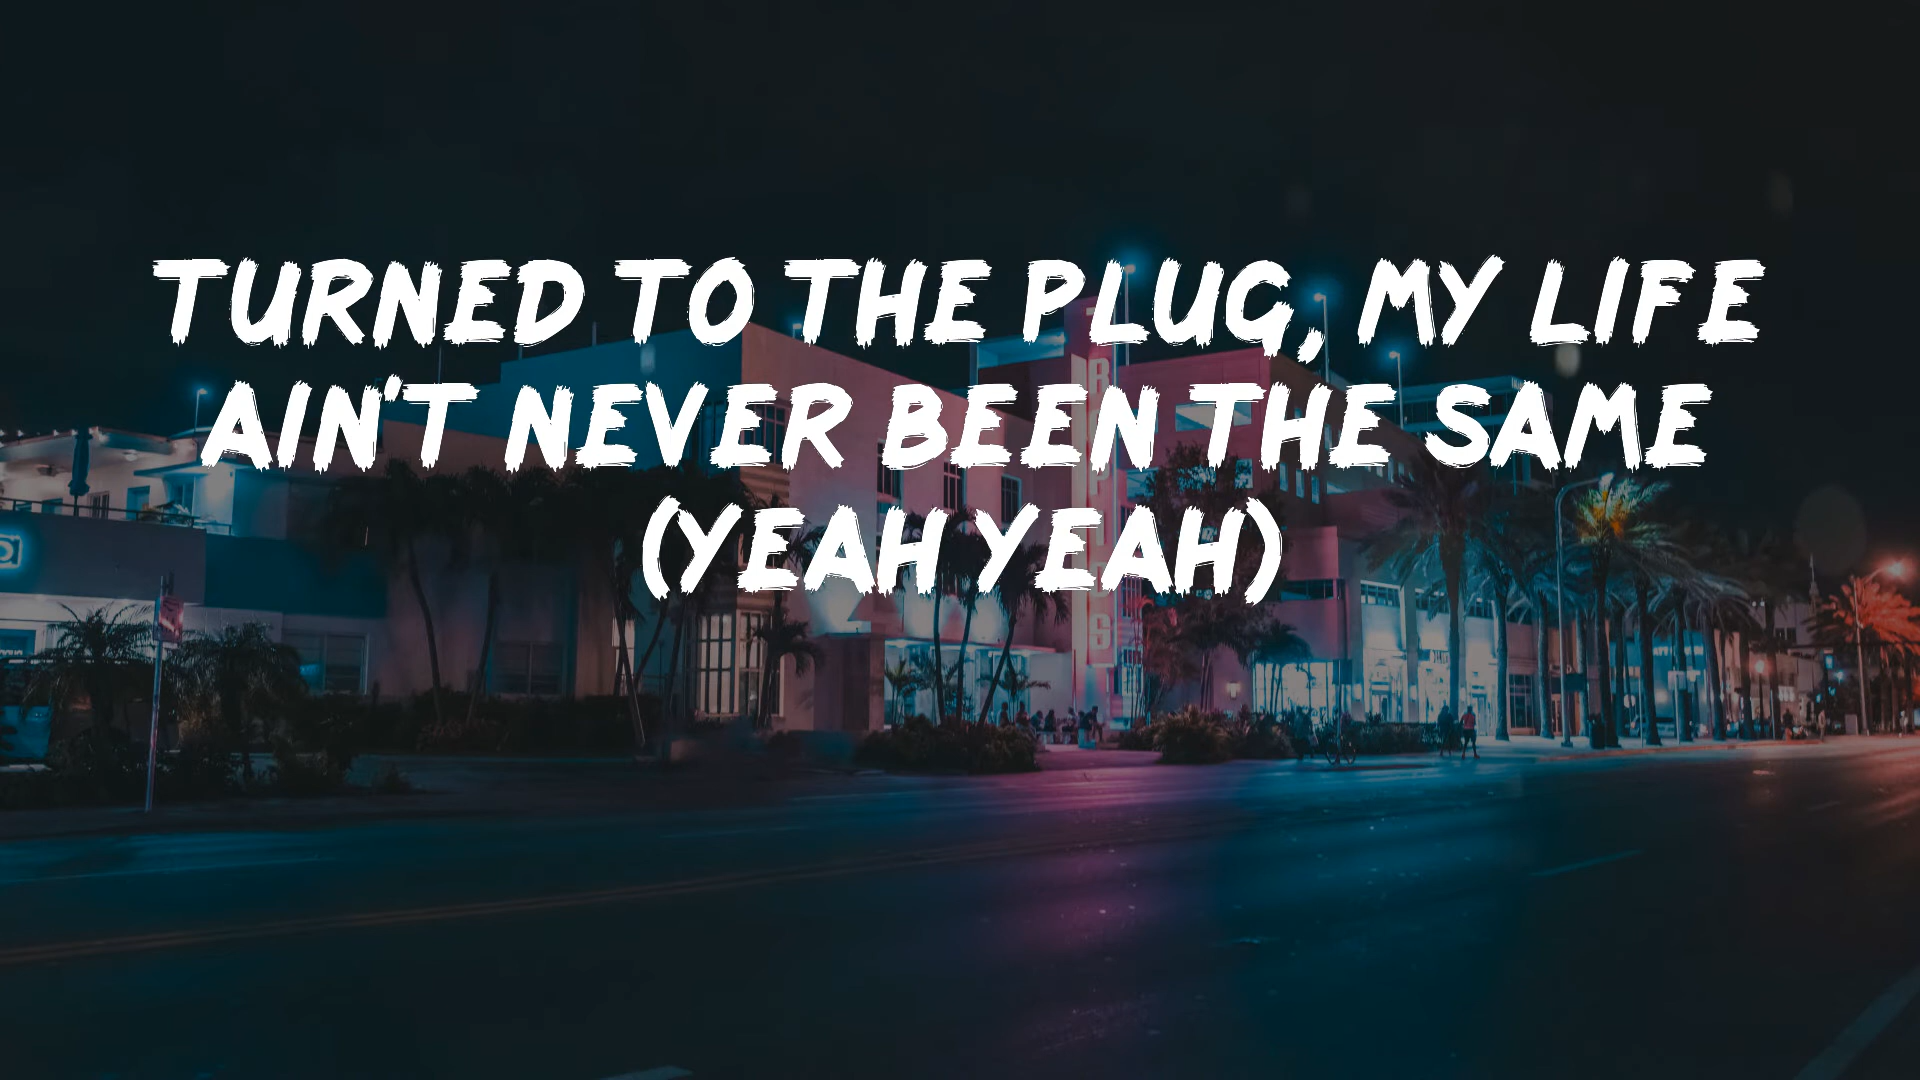 TURNED TO THE PLUG, MY LIFE
AIN'T NEVER BEEN THE SAME
(YEAH YEAH)